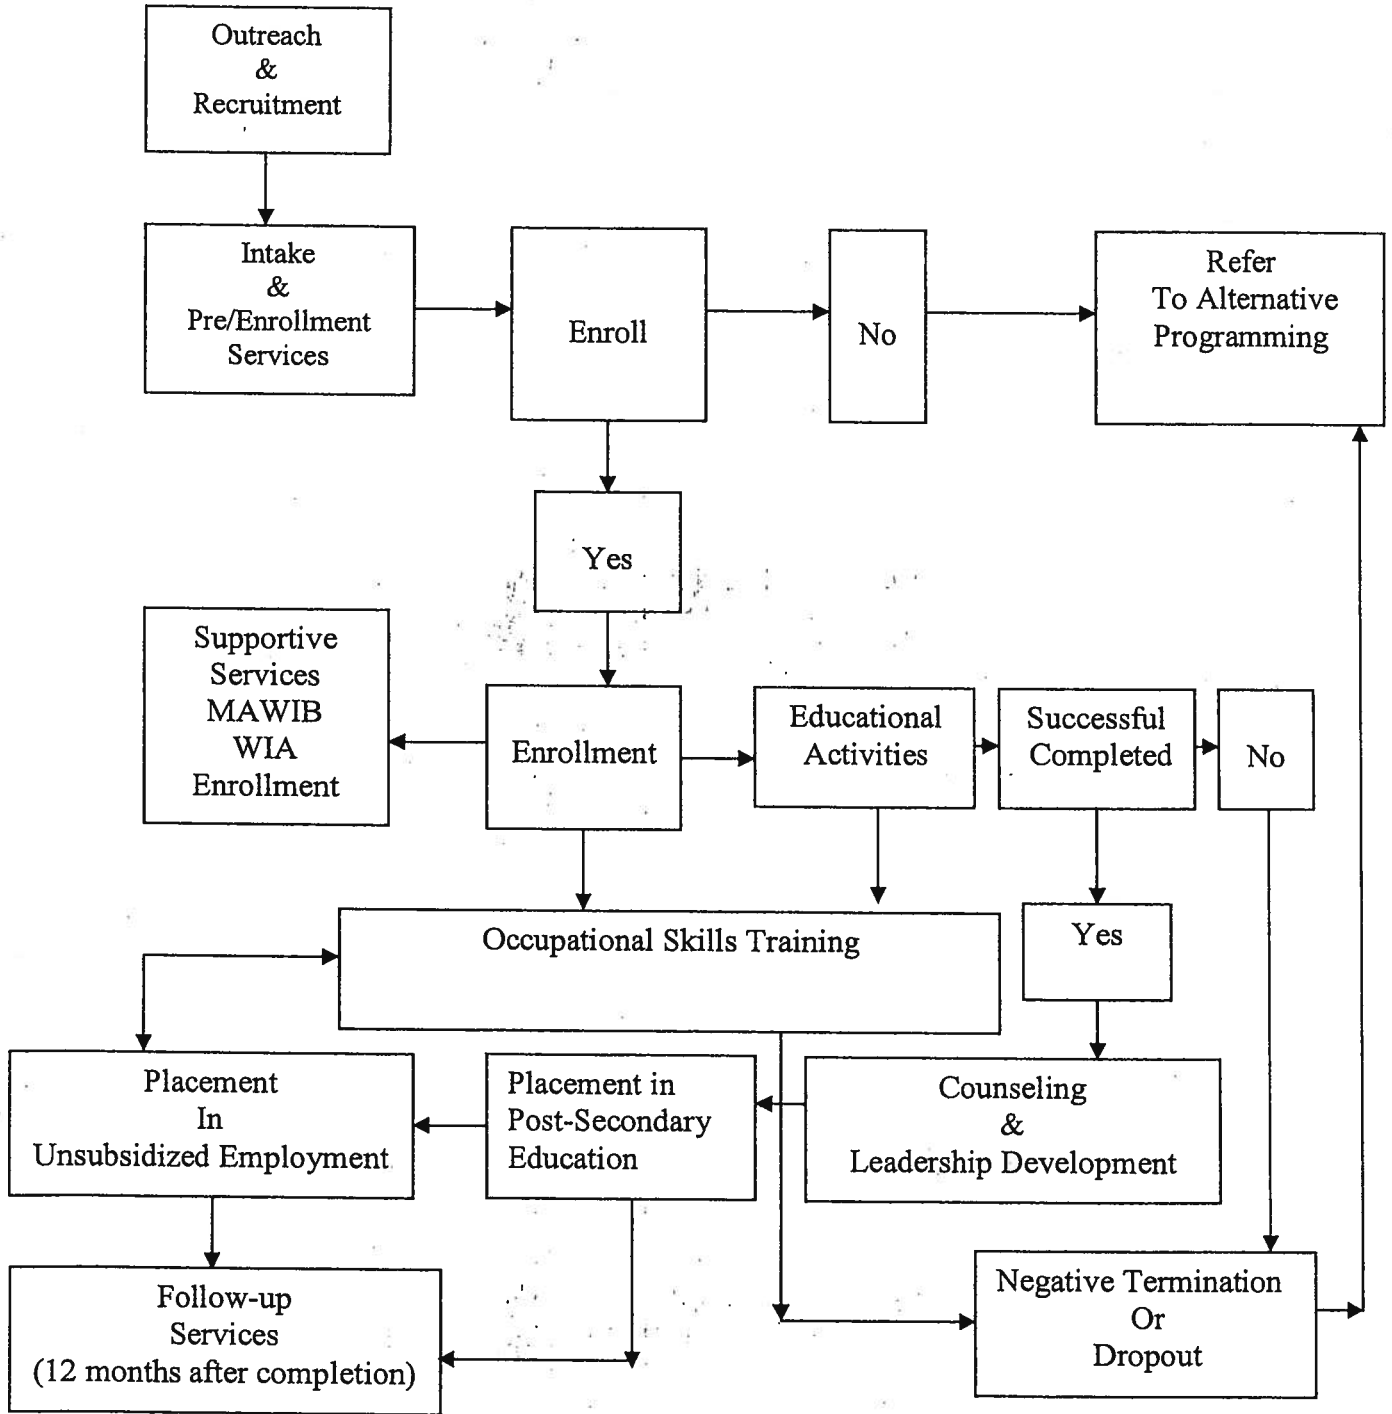 Outreach
&
Recruitment
Intake
&
Pre/Enrollment
Services
Enroll
No
Refer
To Alternative
Programming
Yes
Supportive
Services
MAWIB
WIA
Enrollment
Enrollment
Educational
Activities
Successful
Completed
No
Occupational Skills Training
Yes
Placement
In
Unsubsidized Employment
Placement in
Post-Secondary
Education
Counseling
&
Leadership Development
Follow-up
Services
(12 months after completion)
Negative Termination
Or
Dropout